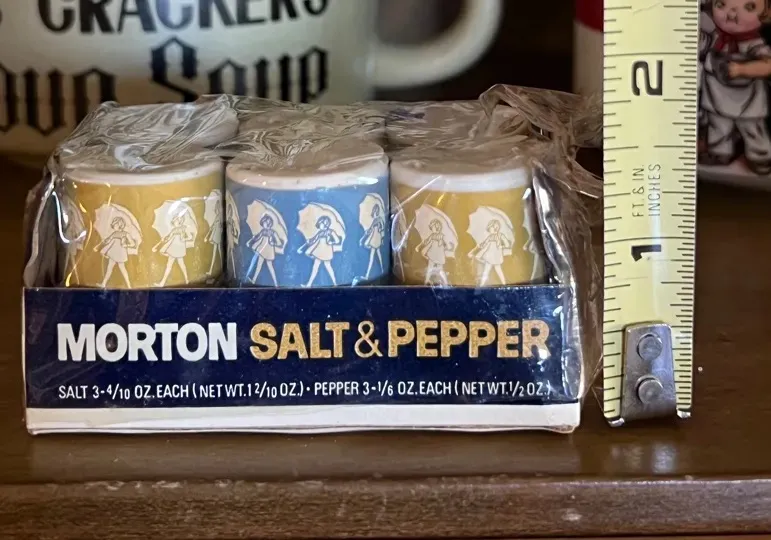 CRACKERS
Soup
2
FT. & IN.
INCHES
1
MORTON SALT & PEPPER
SALT 3-4/10 OZ. EACH (NET WT. 1 2/10 OZ.) • PEPPER 3-1/6 OZ. EACH (NET WT. 1/2 OZ.)